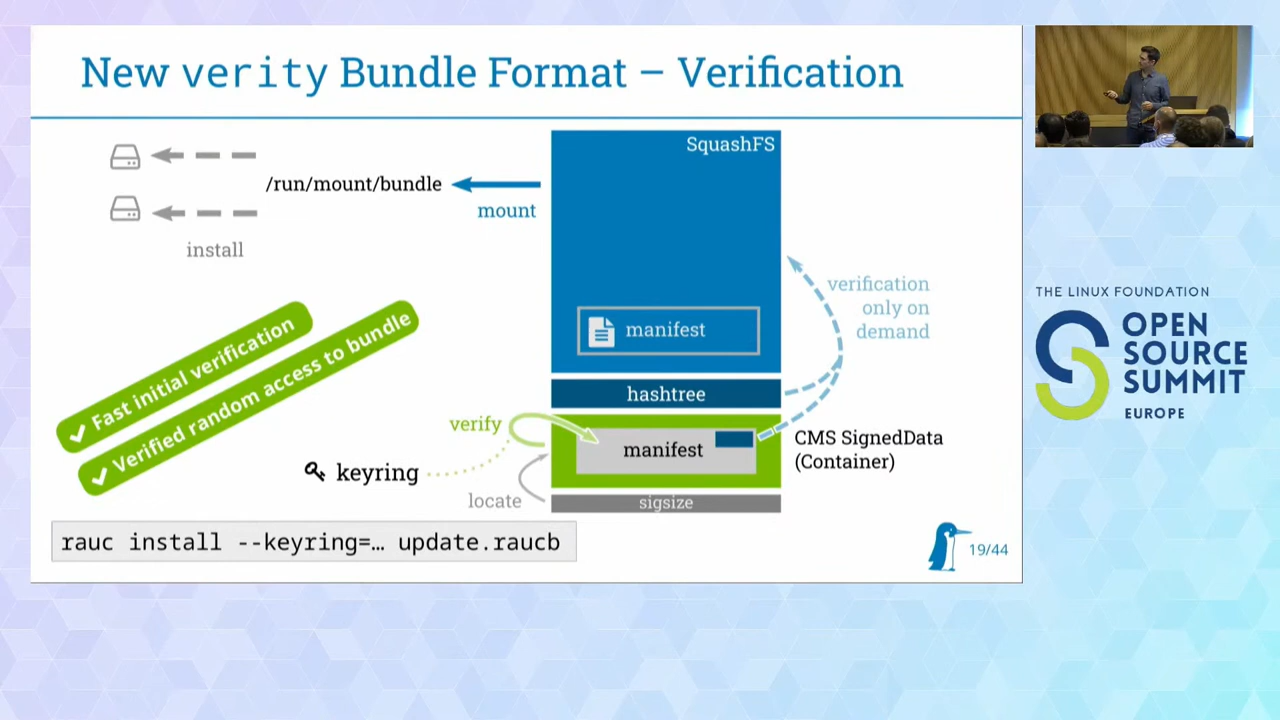 New verity Bundle Format – Verification
SquashFS
/run/mount/bundle
mount
install
verification
only on
demand
manifest
✓ Fast initial verification
✓ Verified random access to bundle
hashtree
verify
manifest
CMS SignedData
(Container)
keyring
locate
sigsize
rauc install --keyring=… update.raucb
19/44
THE LINUX FOUNDATION
OPEN
SOURCE
SUMMIT
EUROPE